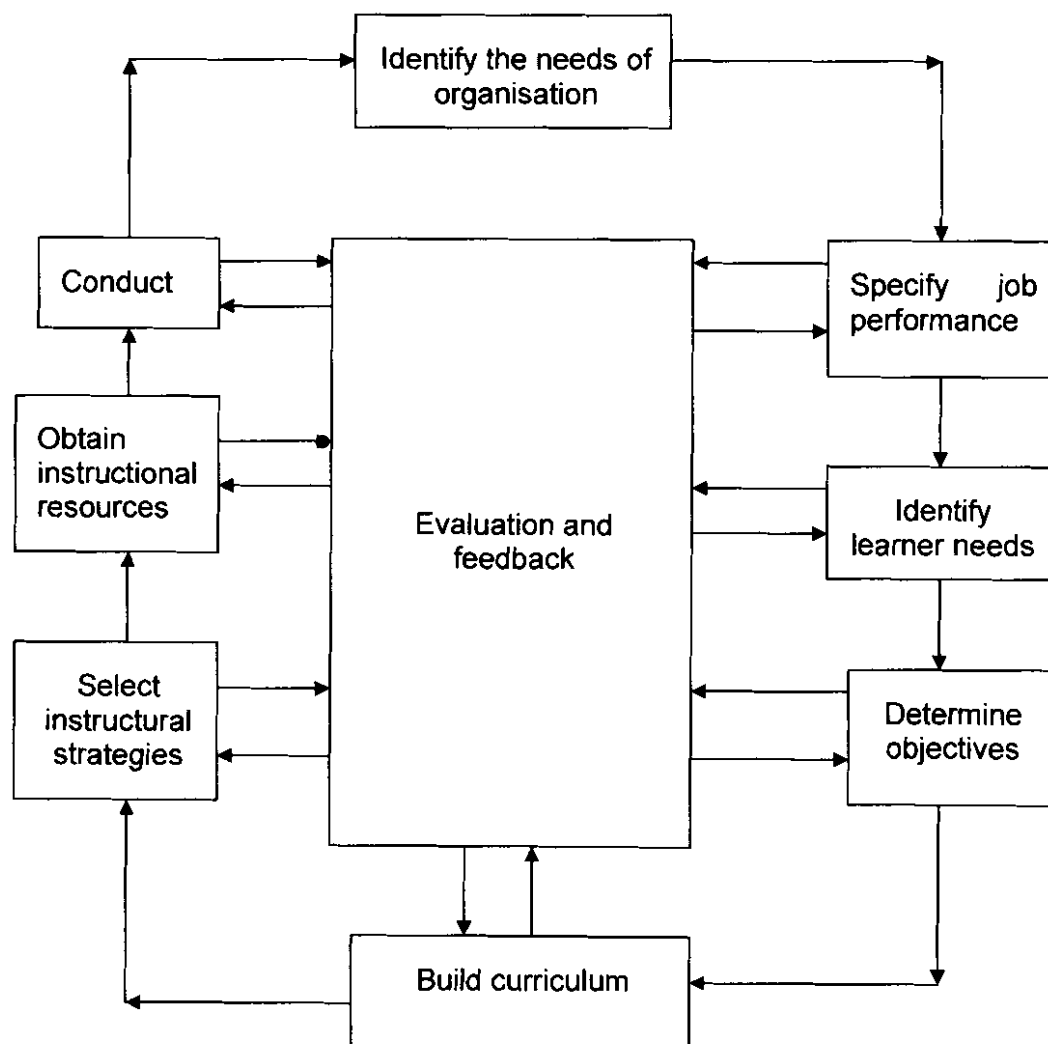 Identify the needs of
organisation
Conduct
Specify job
performance
Obtain
instructional
resources
Evaluation and
feedback
Identify
learner needs
Select
instructural
strategies
Determine
objectives
Build curriculum